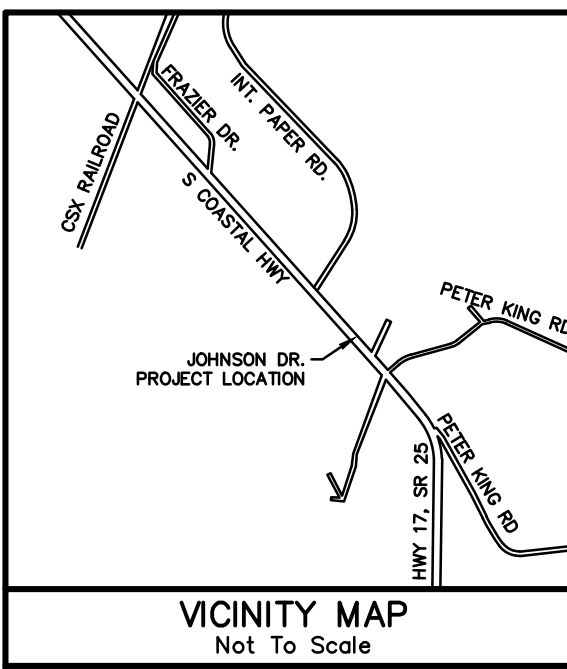 FRAZIER DR.
INT. PAPER RD.
CSX RAILROAD
S COASTAL HWY
PETER KING RD
JOHNSON DR.
PROJECT LOCATION
PETER KING RD
HWY 17, SR 25
VICINITY MAP
Not To Scale